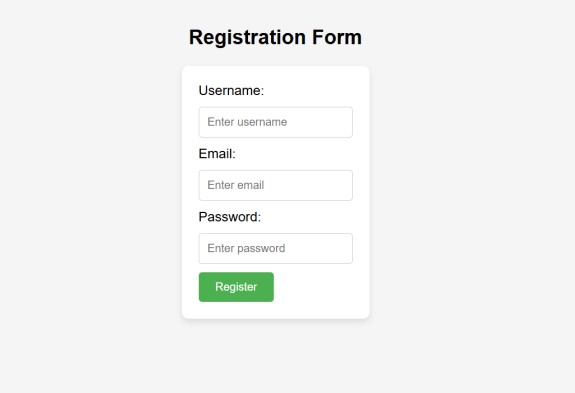 Registration Form
Username:
Enter username
Email:
Enter email
Password:
Enter password
Register